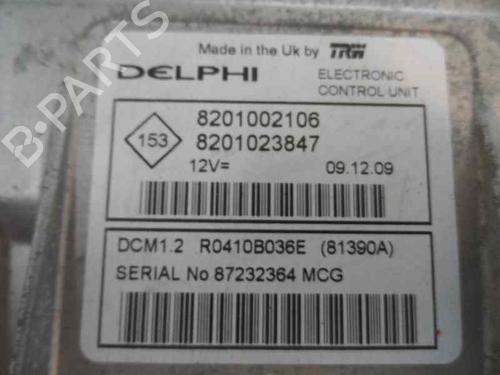 Made in the Uk by TRW
DELPHI ELECTRONIC
CONTROL UNIT
153 8201002106
8201023847
12V= 09.12.09
DCM1.2 R0410B036E (81390A)
SERIAL No 87232364 MCG
B-PARTS